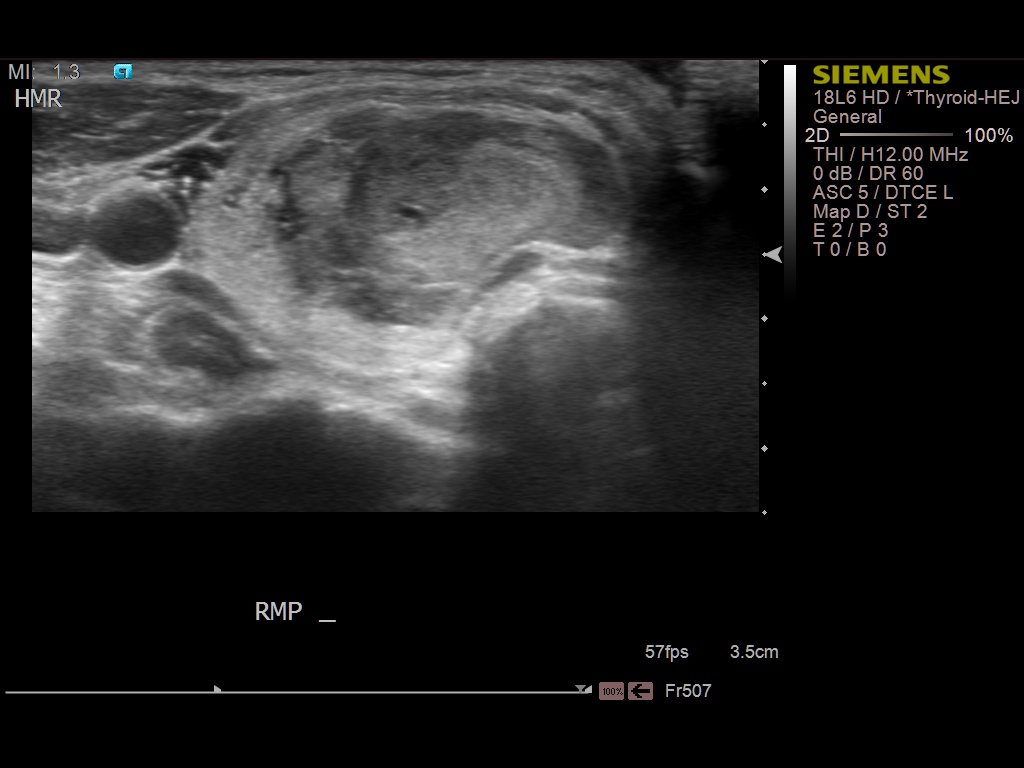 MI: 1.3
HMR
SIEMENS
18L6 HD / *Thyroid-HEJ
General
2D 100%
THI / H12.00 MHz
0 dB / DR 60
ASC 5 / DTCE L
Map D / ST 2
E 2 / P 3
T 0 / B 0
RMP _
57fps 3.5cm
100% Fr507